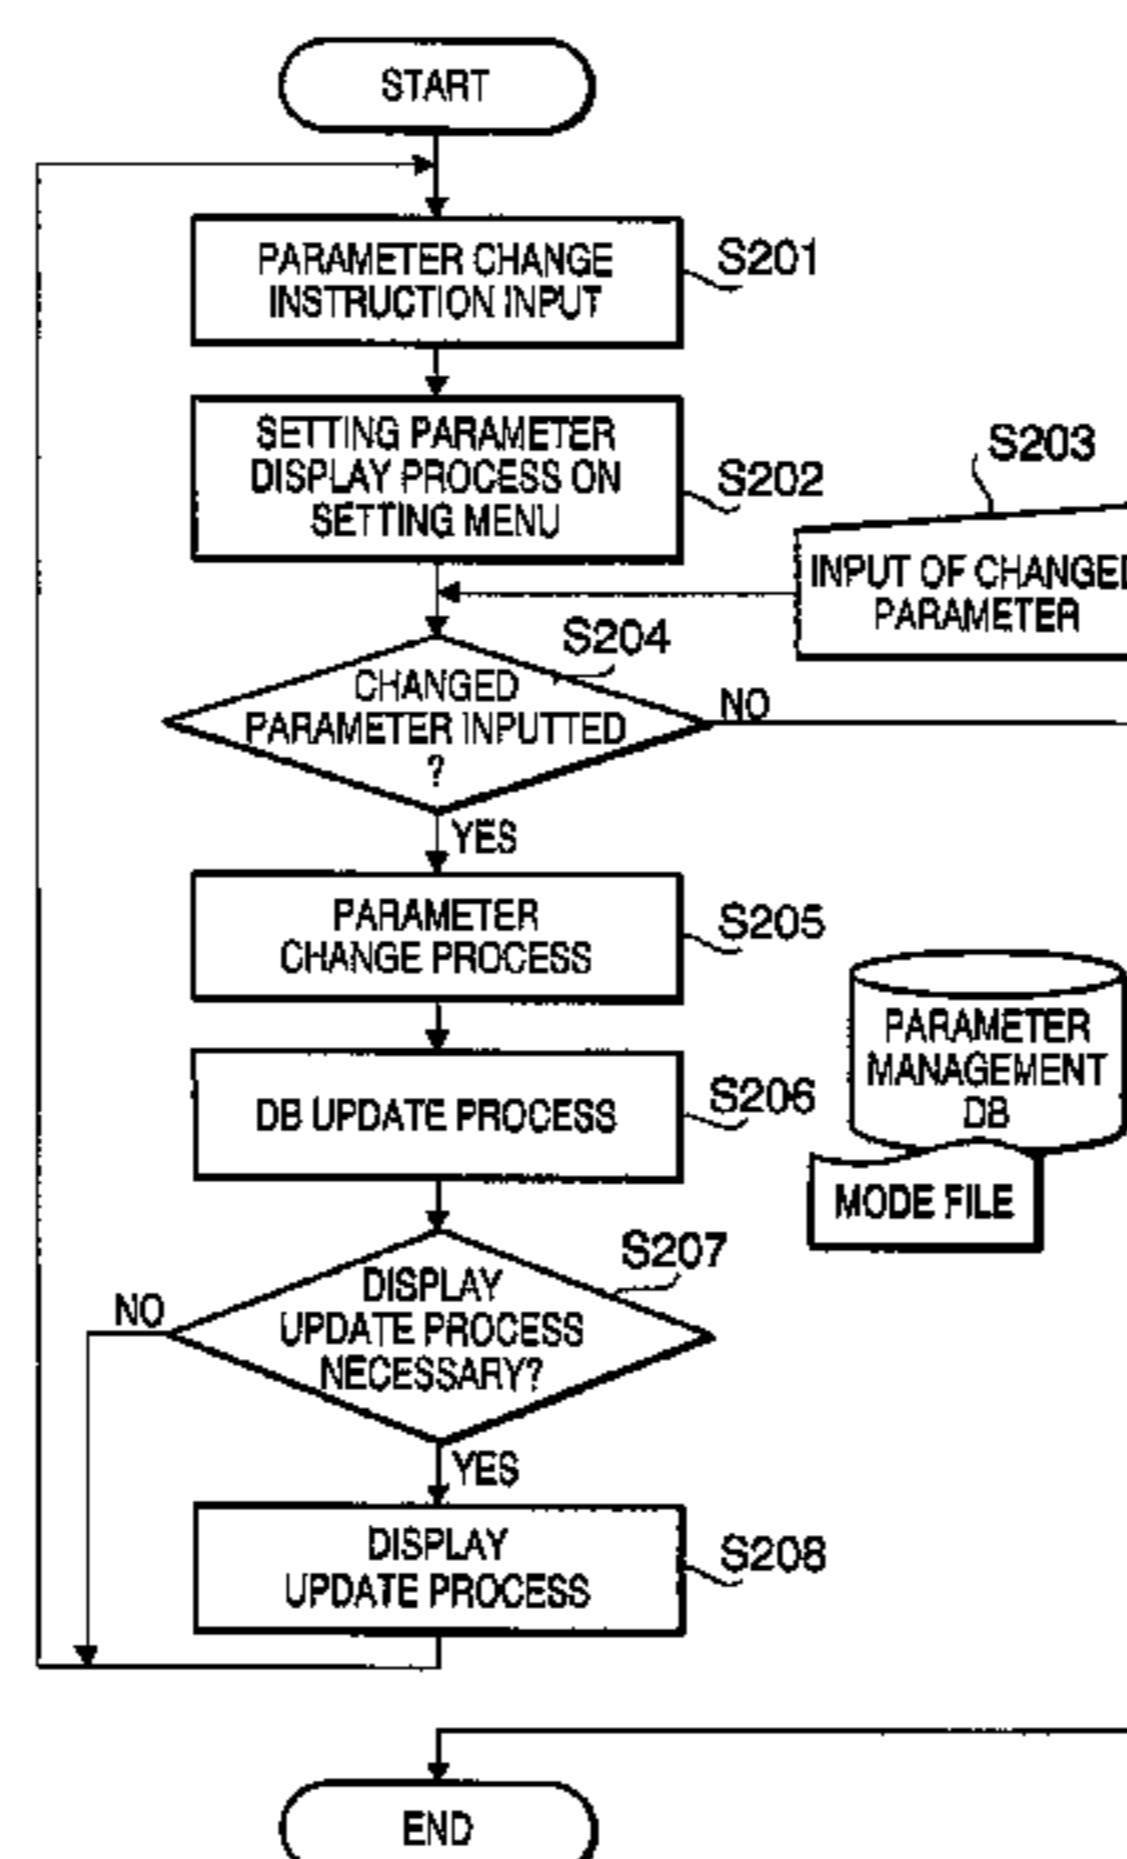 START
PARAMETER CHANGE
INSTRUCTION INPUT
S201
SETTING PARAMETER
DISPLAY PROCESS ON
SETTING MENU
S202
S203
INPUT OF CHANGED
PARAMETER
S204
CHANGED
PARAMETER INPUTTED
?
NO
YES
PARAMETER
CHANGE PROCESS
S205
PARAMETER
MANAGEMENT
DB
DB UPDATE PROCESS
S206
MODE FILE
S207
DISPLAY
UPDATE PROCESS
NECESSARY?
NO
YES
DISPLAY
UPDATE PROCESS
S208
END